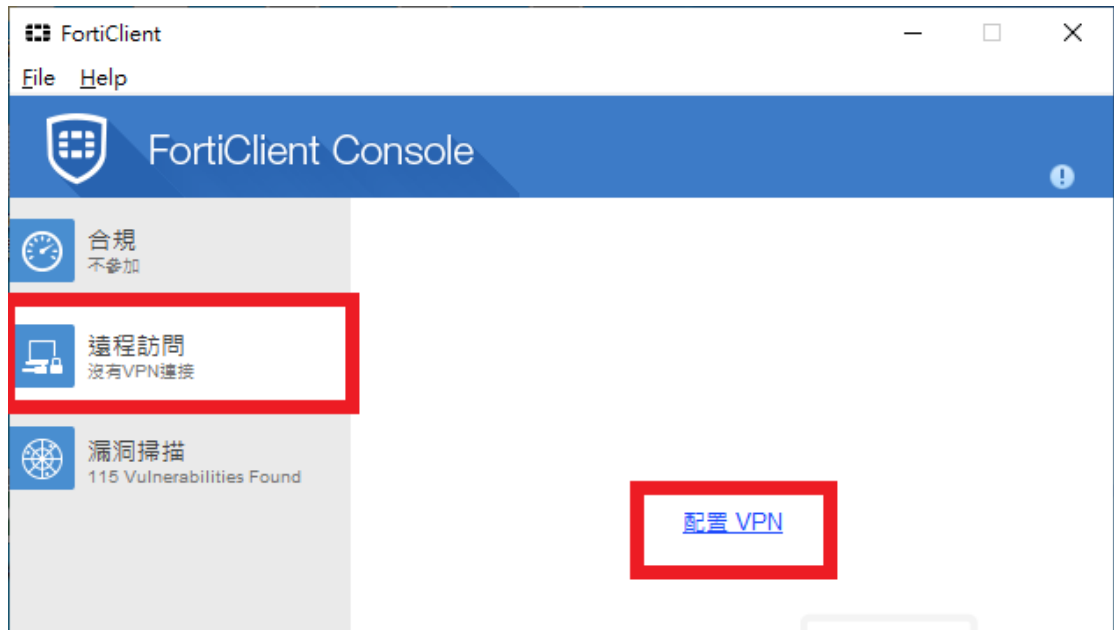 FortiClient
File Help
FortiClient Console
合規
不參加
遠程訪問
沒有VPN連接
漏洞掃描
115 Vulnerabilities Found
配置 VPN